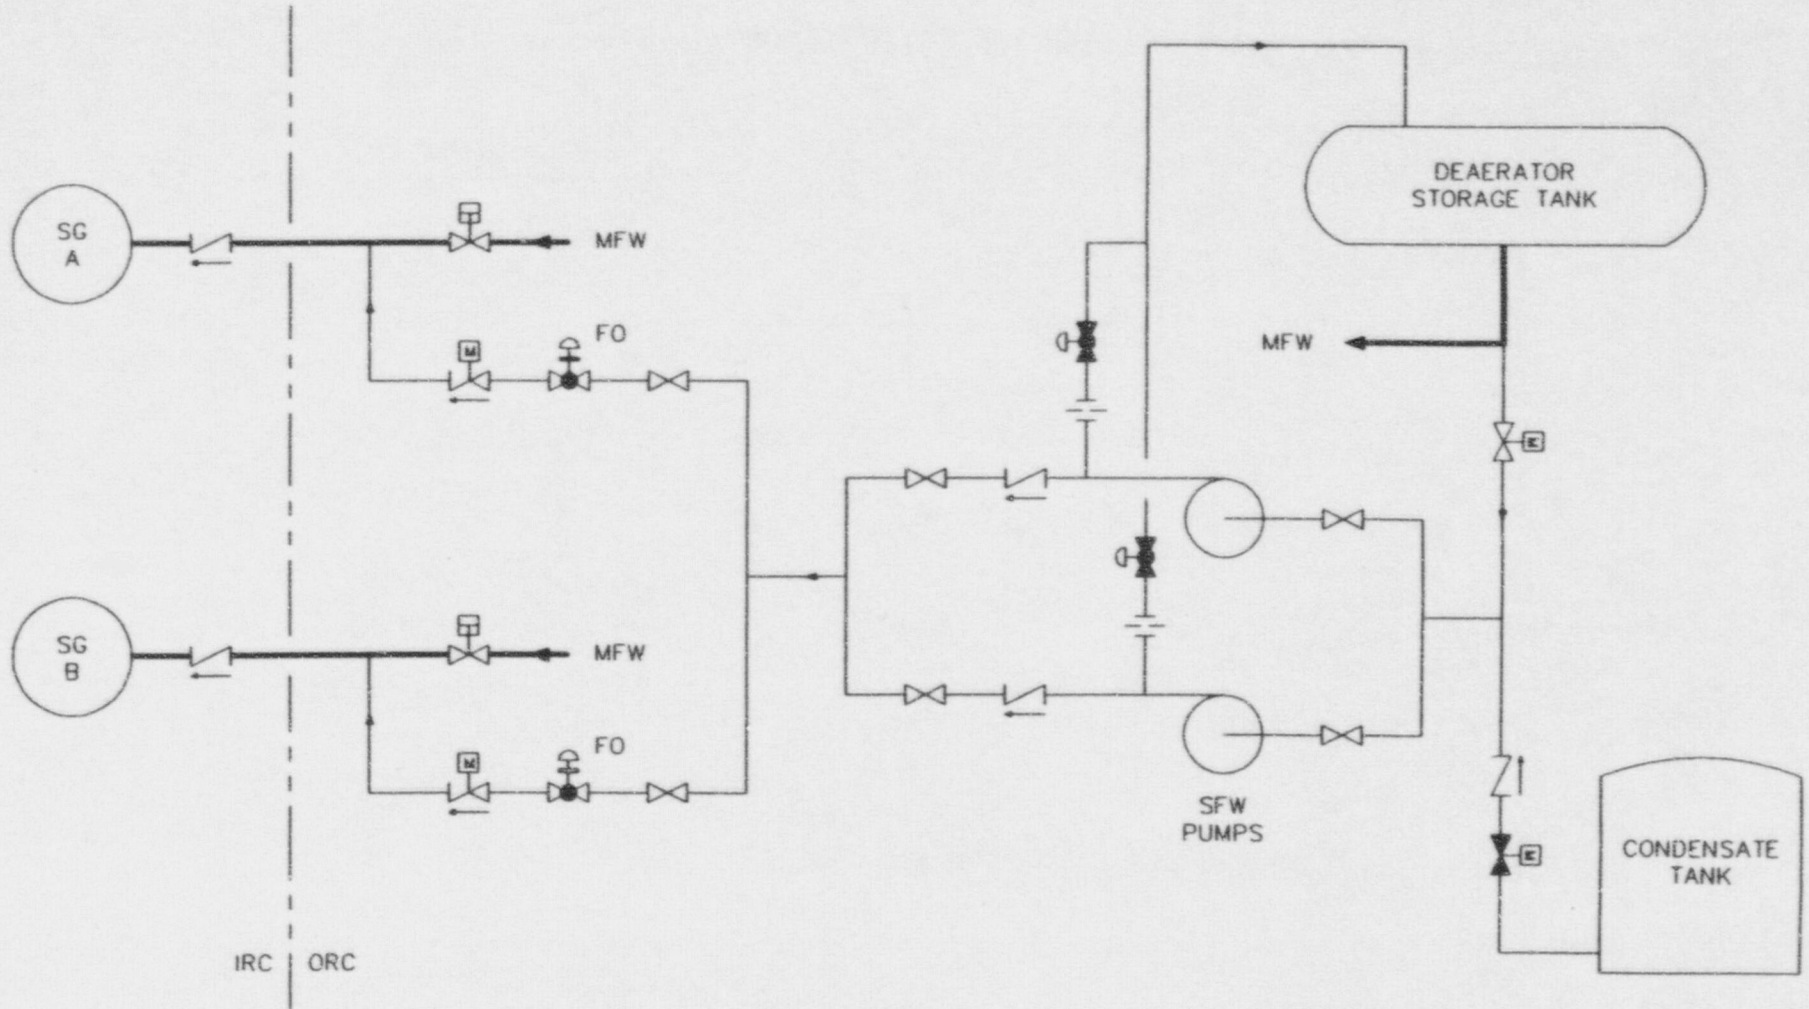 DEAERATOR
STORAGE TANK
SG
A
MFW
FO
MFW
M
M
SG
B
MFW
FO
M
SFW
PUMPS
M
CONDENSATE
TANK
IRC
ORC